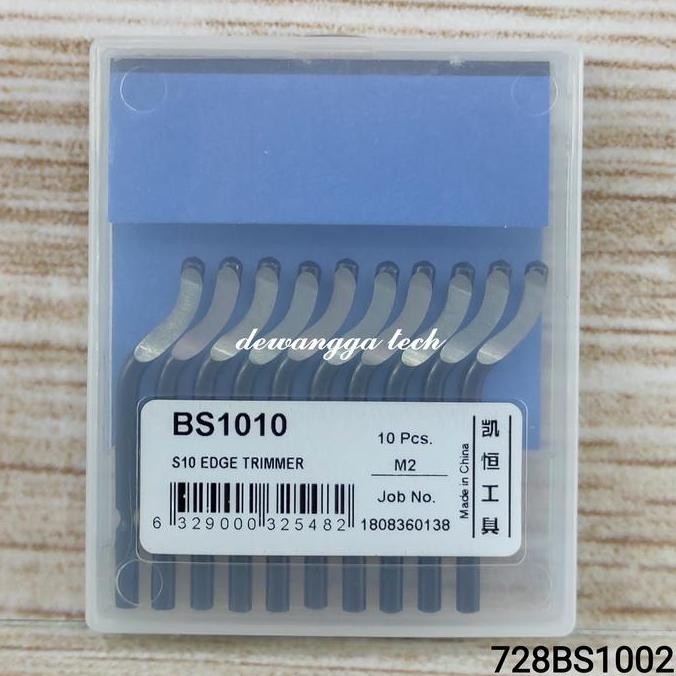 dewangga tech
BS1010
S10 EDGE TRIMMER
6 329000 325482
10 Pcs.
M2
Job No.
1808360138
Made in China
凯恒工具
728BS1002